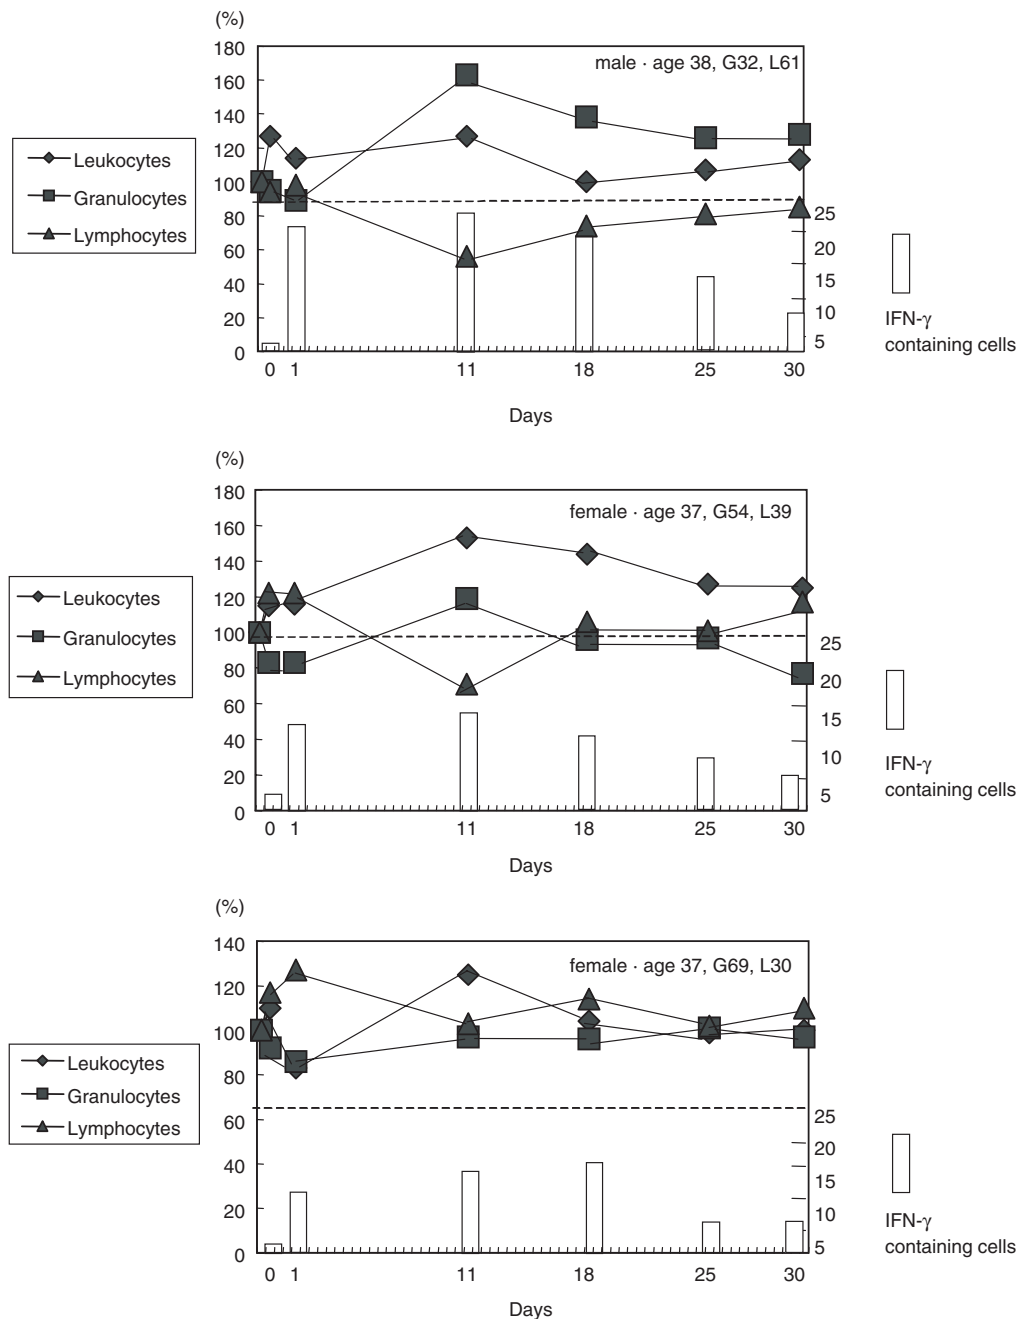 (%)
180
160
140
120
100
80
60
40
20
0
male · age 38, G32, L61
Leukocytes
Granulocytes
Lymphocytes
25
20
15
10
5
IFN-γ
containing cells
0 1 11 18 25 30
Days
(%)
180
160
140
120
100
80
60
40
20
0
female · age 37, G54, L39
Leukocytes
Granulocytes
Lymphocytes
25
20
15
10
5
IFN-γ
containing cells
0 1 11 18 25 30
Days
(%)
140
120
100
80
60
40
20
0
female · age 37, G69, L30
Leukocytes
Granulocytes
Lymphocytes
25
20
15
10
5
IFN-γ
containing cells
0 1 11 18 25 30
Days